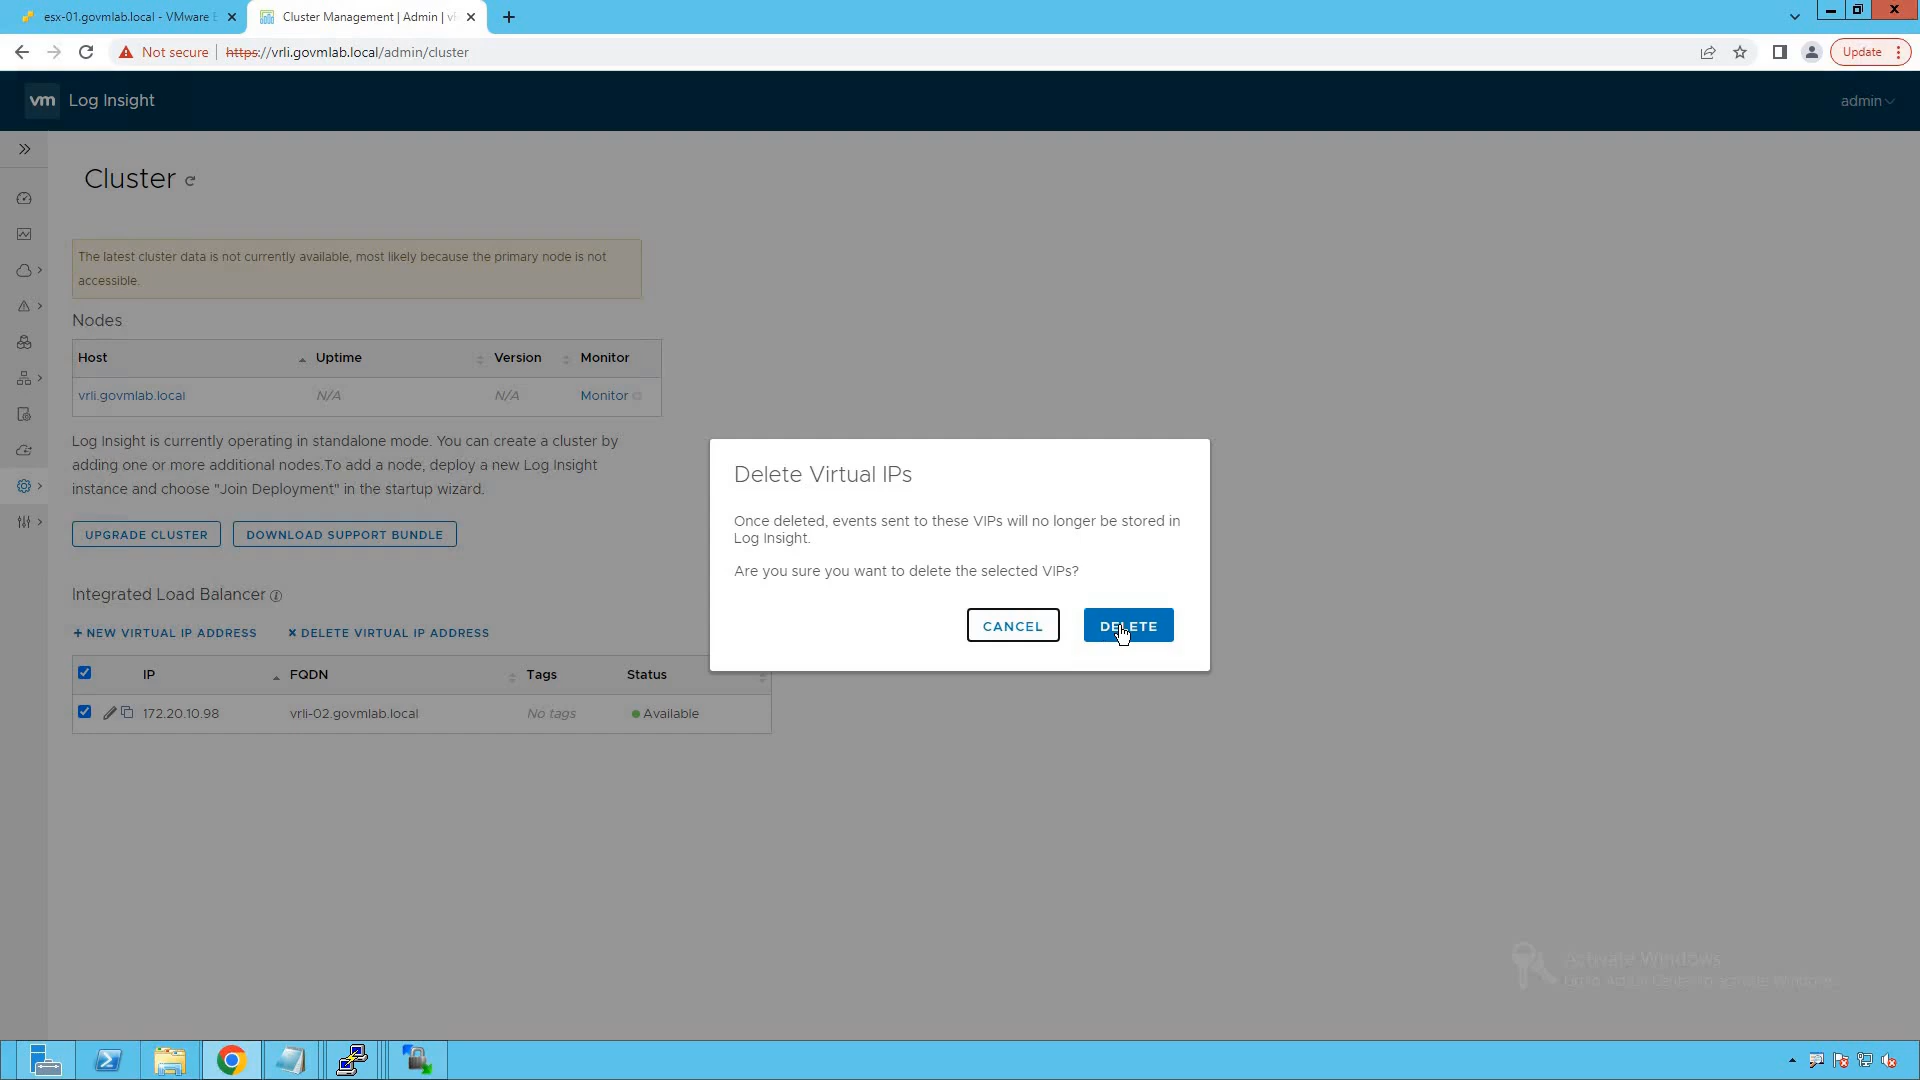 esx-01.govmlab.local - VMware
Cluster Management | Admin | v
Not secure
https://vrli.govmlab.local/admin/cluster
Update
vm Log Insight
admin
Cluster
The latest cluster data is not currently available, most likely because the primary node is not
accessible.
Nodes
Host Uptime Version Monitor
vrli.govmlab.local N/A N/A Monitor
Log Insight is currently operating in standalone mode. You can create a cluster by
adding one or more additional nodes.To add a node, deploy a new Log Insight
instance and choose "Join Deployment" in the startup wizard.
UPGRADE CLUSTER DOWNLOAD SUPPORT BUNDLE
Integrated Load Balancer
+ NEW VIRTUAL IP ADDRESS × DELETE VIRTUAL IP ADDRESS
IP FQDN Tags Status
172.20.10.98 vrli-02.govmlab.local No tags Available
Delete Virtual IPs
Once deleted, events sent to these VIPs will no longer be stored in
Log Insight.
Are you sure you want to delete the selected VIPs?
CANCEL DELETE
Activate Windows